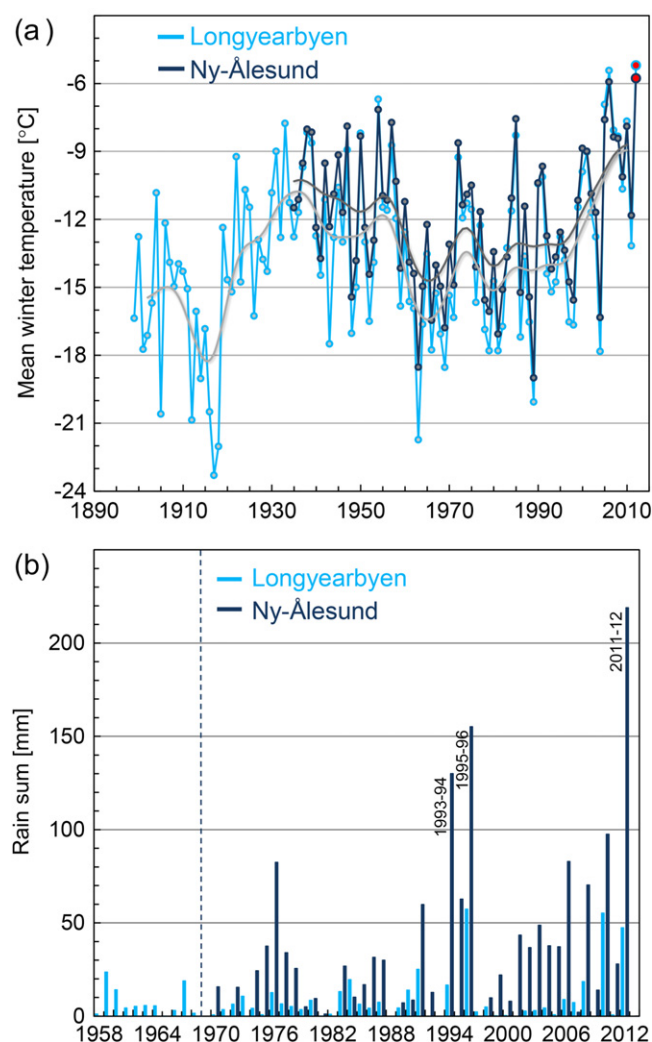 (a)
Longyearbyen
Ny-Ålesund
Mean winter temperature [°C]
-6
-9
-12
-15
-18
-21
-24
1890 1910 1930 1950 1970 1990 2010
(b)
Longyearbyen
Ny-Ålesund
Rain sum [mm]
200
150
100
50
0
1993-94
1995-96
2011-12
1958 1964 1970 1976 1982 1988 1994 2000 2006 2012